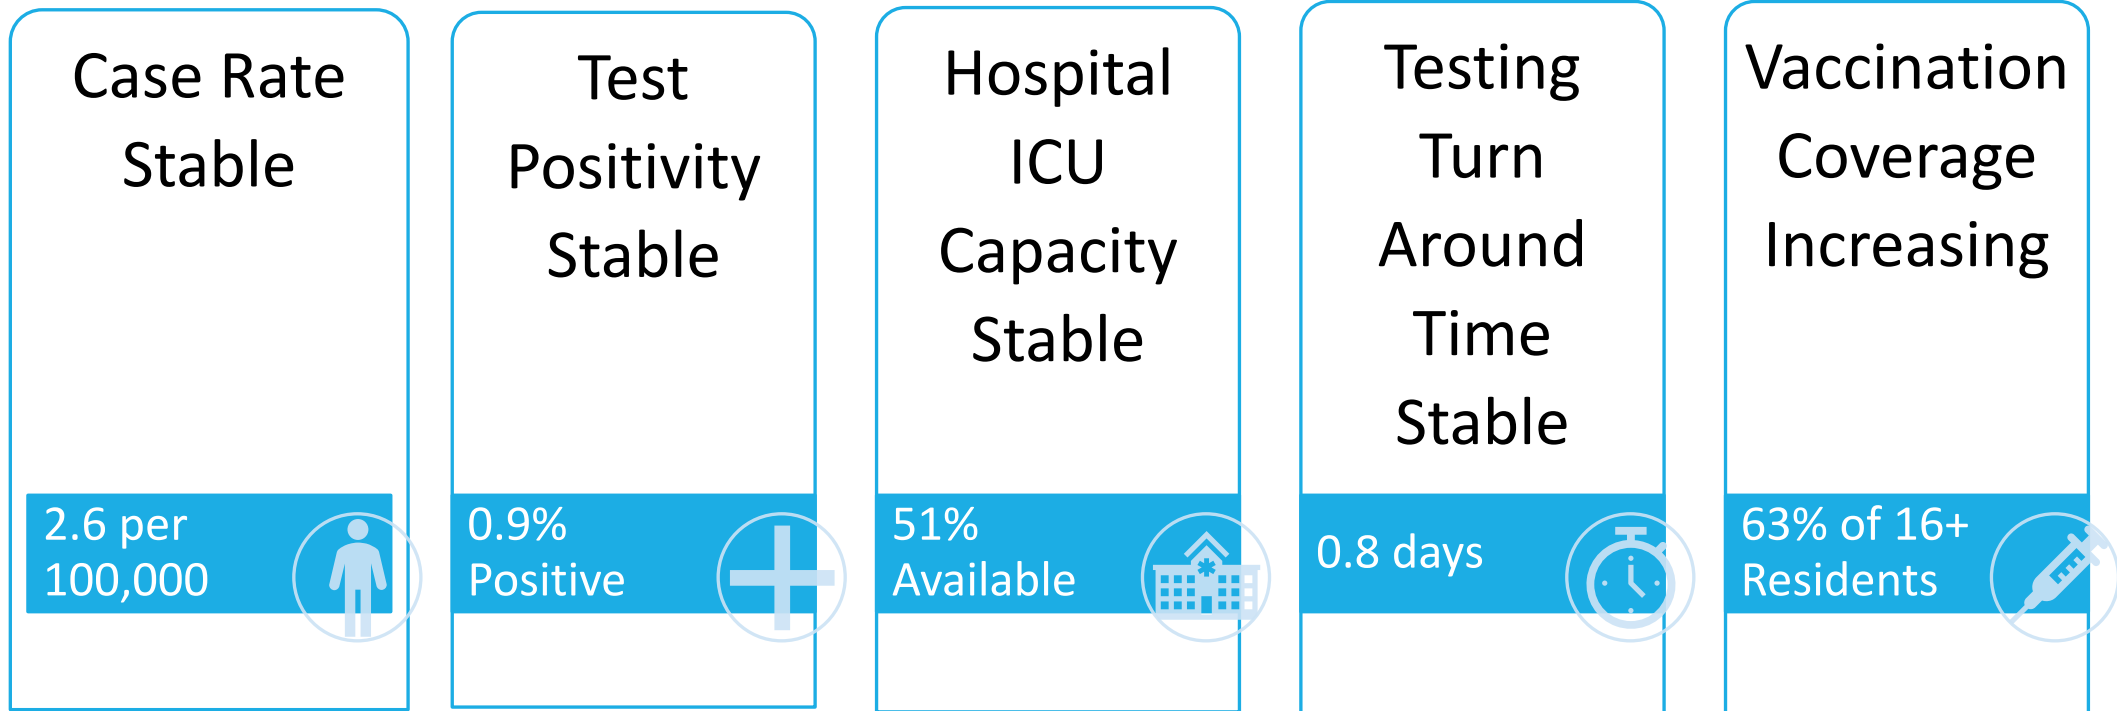 Case Rate
Stable
2.6 per
100,000
Test
Positivity
Stable
0.9%
Positive
Hospital
ICU
Capacity
Stable
51%
Available
Testing
Turn
Around
Time
Stable
0.8 days
Vaccination
Coverage
Increasing
63% of 16+
Residents